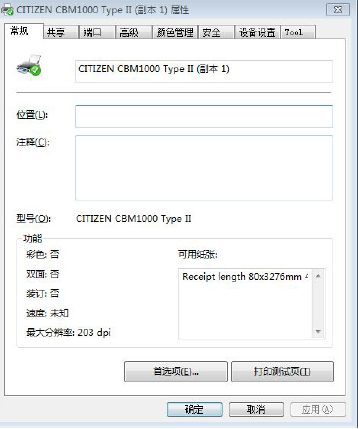 CITIZEN CBM1000 Type II (副本 1) 属性
常规 共享 端口 高级 颜色管理 安全 设备设置 Tool
CITIZEN CBM1000 Type II (副本 1)
位置(L):
注释(C):
型号(O): CITIZEN CBM1000 Type II
功能
彩色: 否 可用纸张:
双面: 否 Receipt length 80x3276mm 4
装订: 否
速度: 未知
最大分辨率: 203 dpi
首选项(E)... 打印测试页(T)
确定 取消 应用(A)